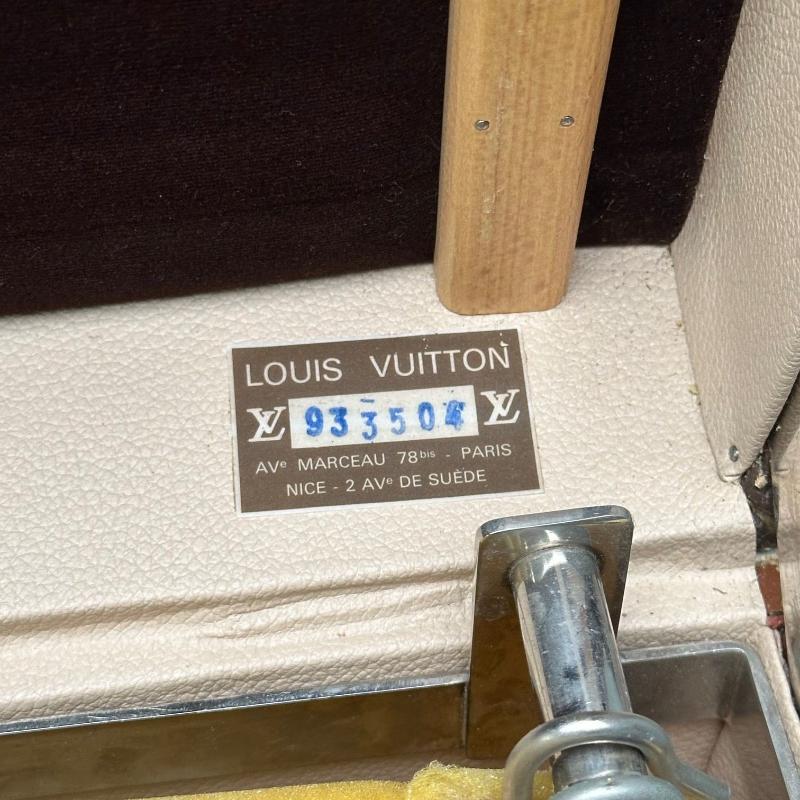 LOUIS VUITTON
LV 933504 LV
AVe MARCEAU 78bis - PARIS
NICE - 2 AVe DE SUÈDE